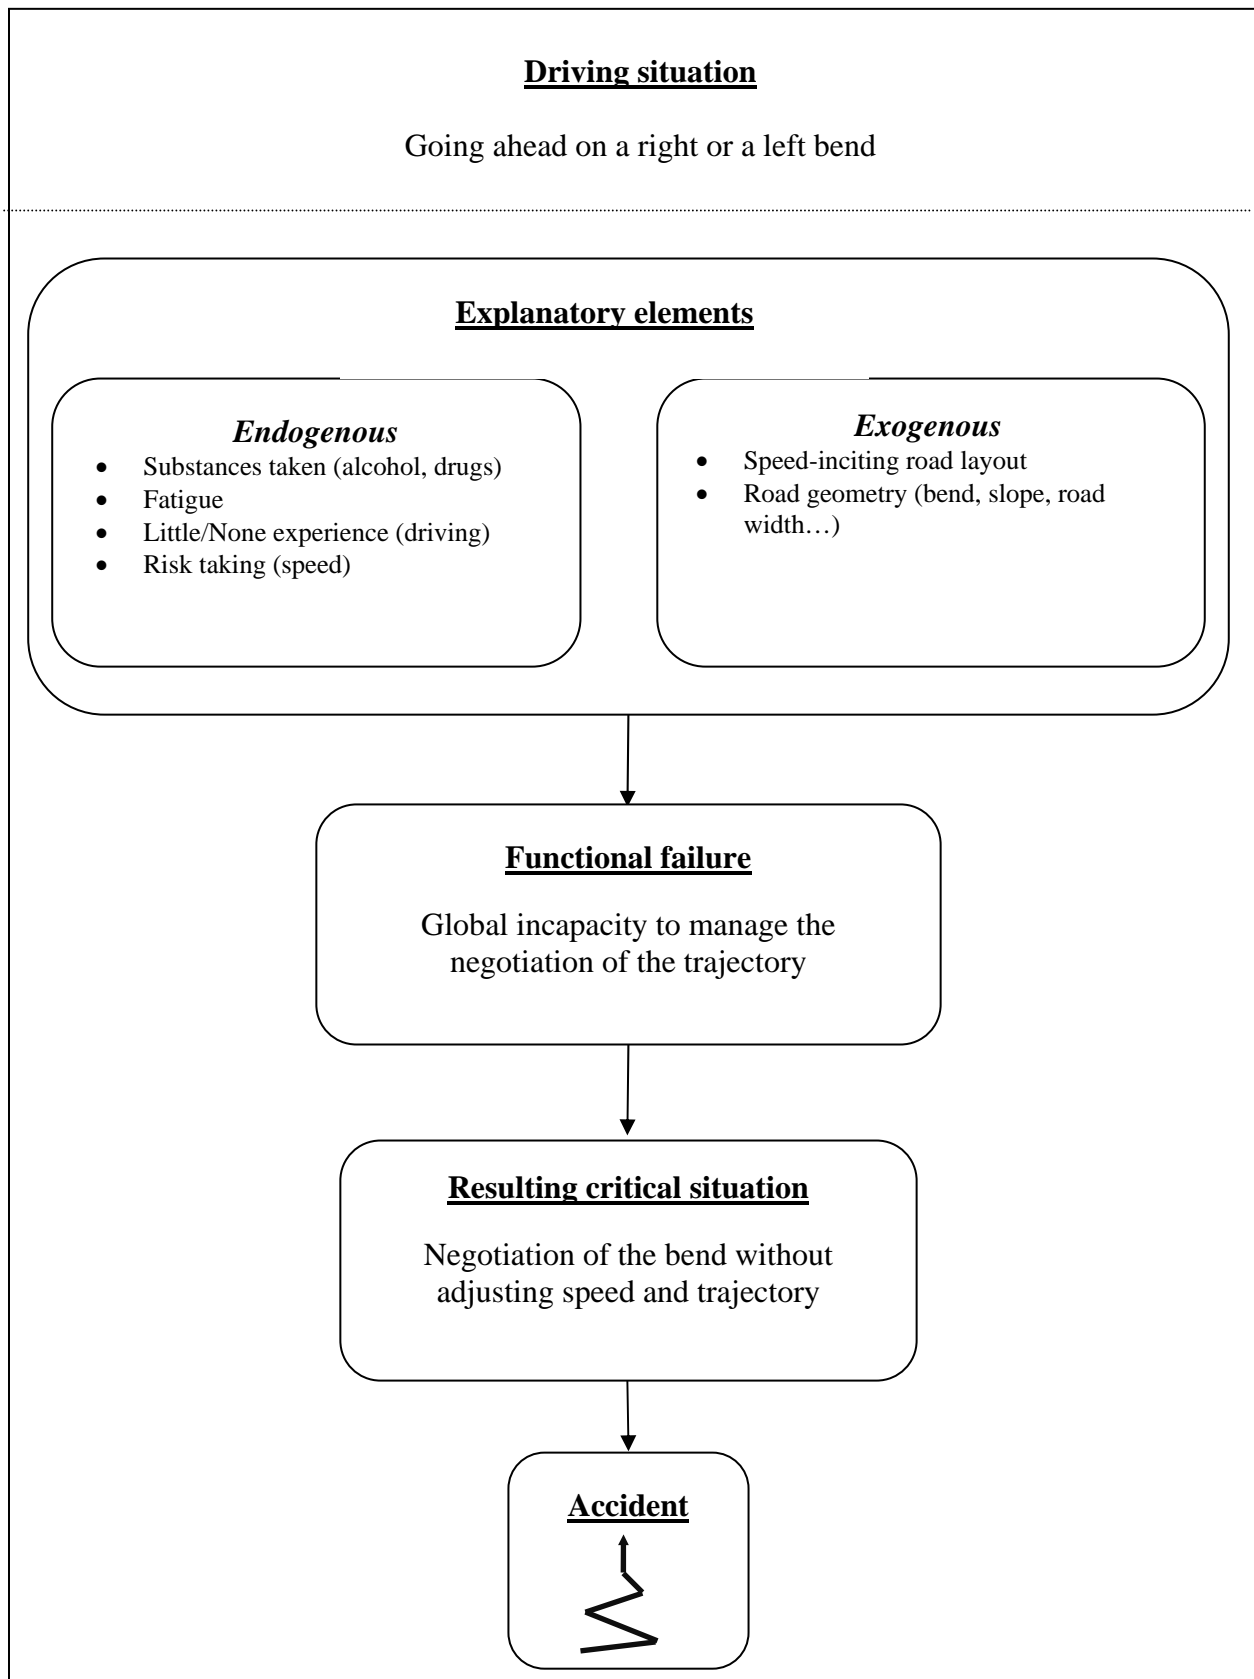 Driving situation
Going ahead on a right or a left bend
Explanatory elements
Endogenous
• Substances taken (alcohol, drugs)
• Fatigue
• Little/None experience (driving)
• Risk taking (speed)
Exogenous
• Speed-inciting road layout
• Road geometry (bend, slope, road
width…)
Functional failure
Global incapacity to manage the
negotiation of the trajectory
Resulting critical situation
Negotiation of the bend without
adjusting speed and trajectory
Accident